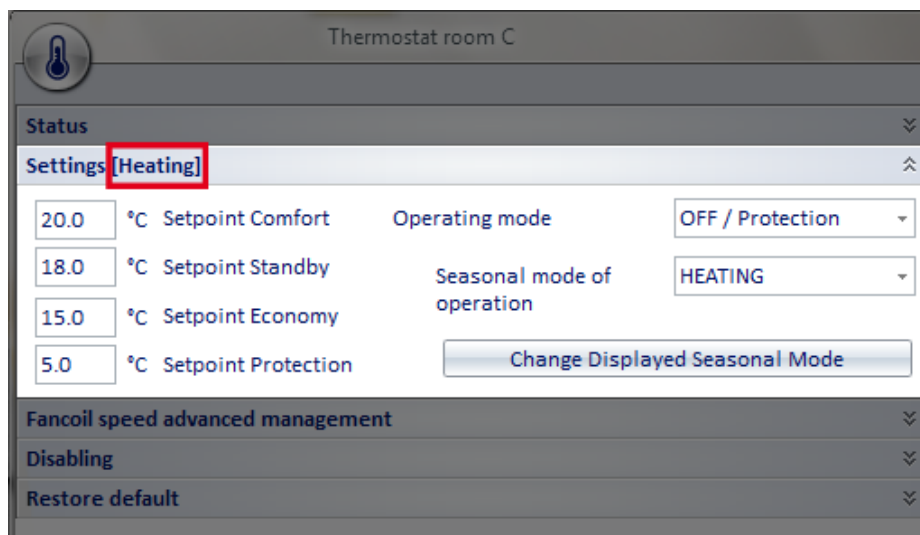 Thermostat room C
Status
Settings [Heating]
20.0 °C Setpoint Comfort Operating mode OFF / Protection
18.0 °C Setpoint Standby Seasonal mode of HEATING
operation
15.0 °C Setpoint Economy
5.0 °C Setpoint Protection Change Displayed Seasonal Mode
Fancoil speed advanced management
Disabling
Restore default